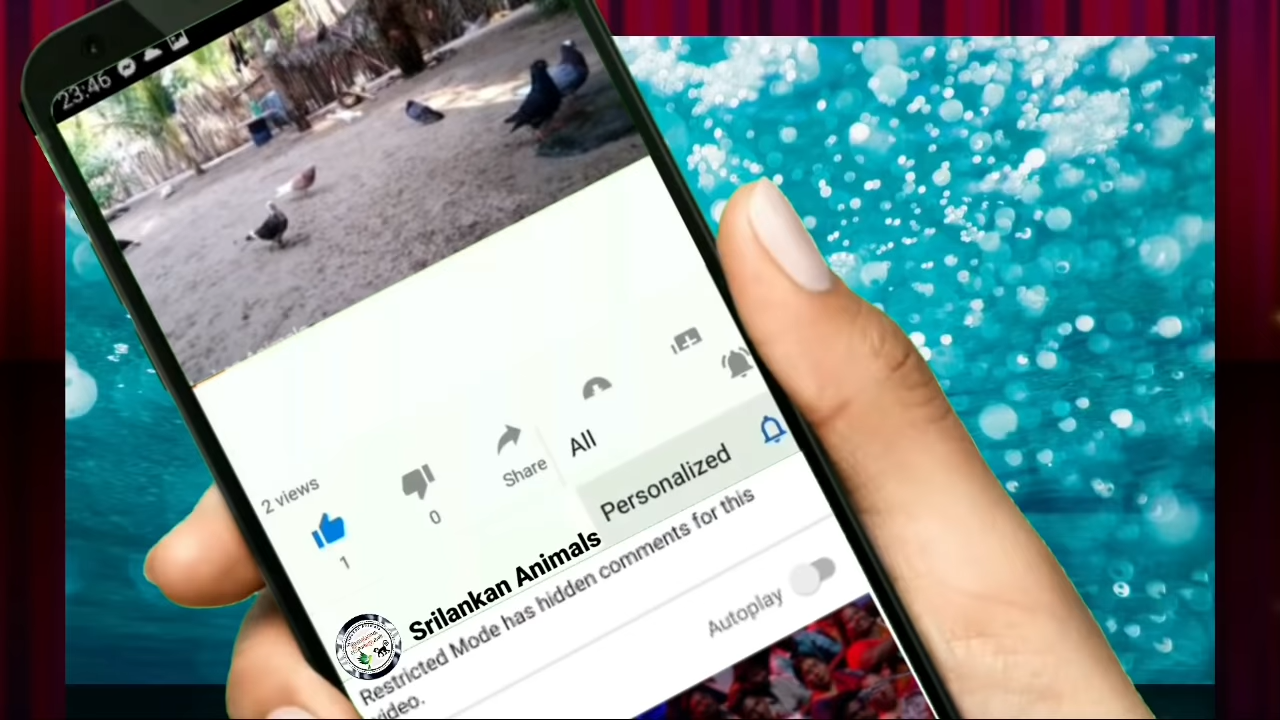 23:46
2 views
1
0
Share
All
Personalized
Srilankan Animals
Restricted Mode has hidden comments for this
video.
Autoplay